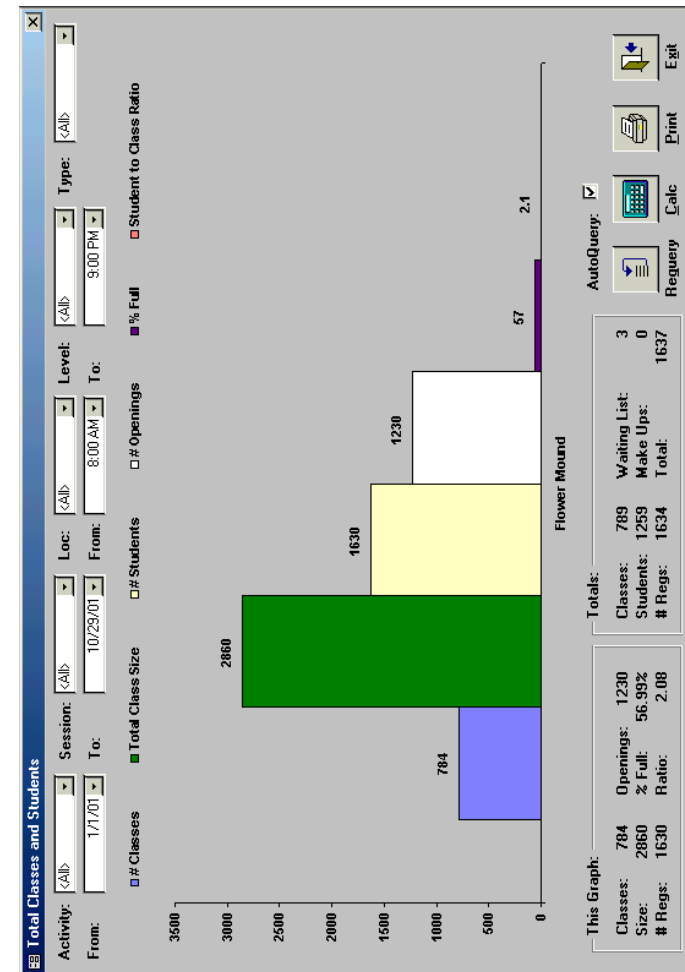 Total Classes and Students
Activity: <All> Session: <All> Loc: <All> Level: <All> Type: <All>
From: 1/1/01 To: 10/29/01 From: 8:00 AM To: 9:00 PM
# Classes Total Class Size # Students # Openings % Full Student to Class Ratio
3500
3000
2500
2000
1500
1000
500
0
784
2860
1630
1230
57
2.1
Flower Mound
This Graph:
Classes: 784 Openings: 1230
Size: 2860 % Full: 56.99%
# Regs: 1630 Ratio: 2.08
Totals:
Classes: 789 Waiting List: 3
Students: 1259 Make Ups: 0
# Regs: 1634 Total: 1637
AutoQuery:
Requery Calc Print Exit